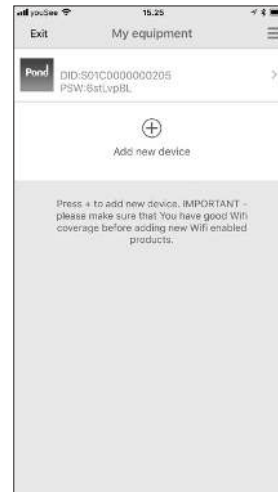 youSee 15.25
Exit My equipment
Pond DID:S01C0000000205
PSW:6stLvpBL
Add new device
Press + to add new device. IMPORTANT -
please make sure that You have good Wifi
coverage before adding new Wifi enabled
products.